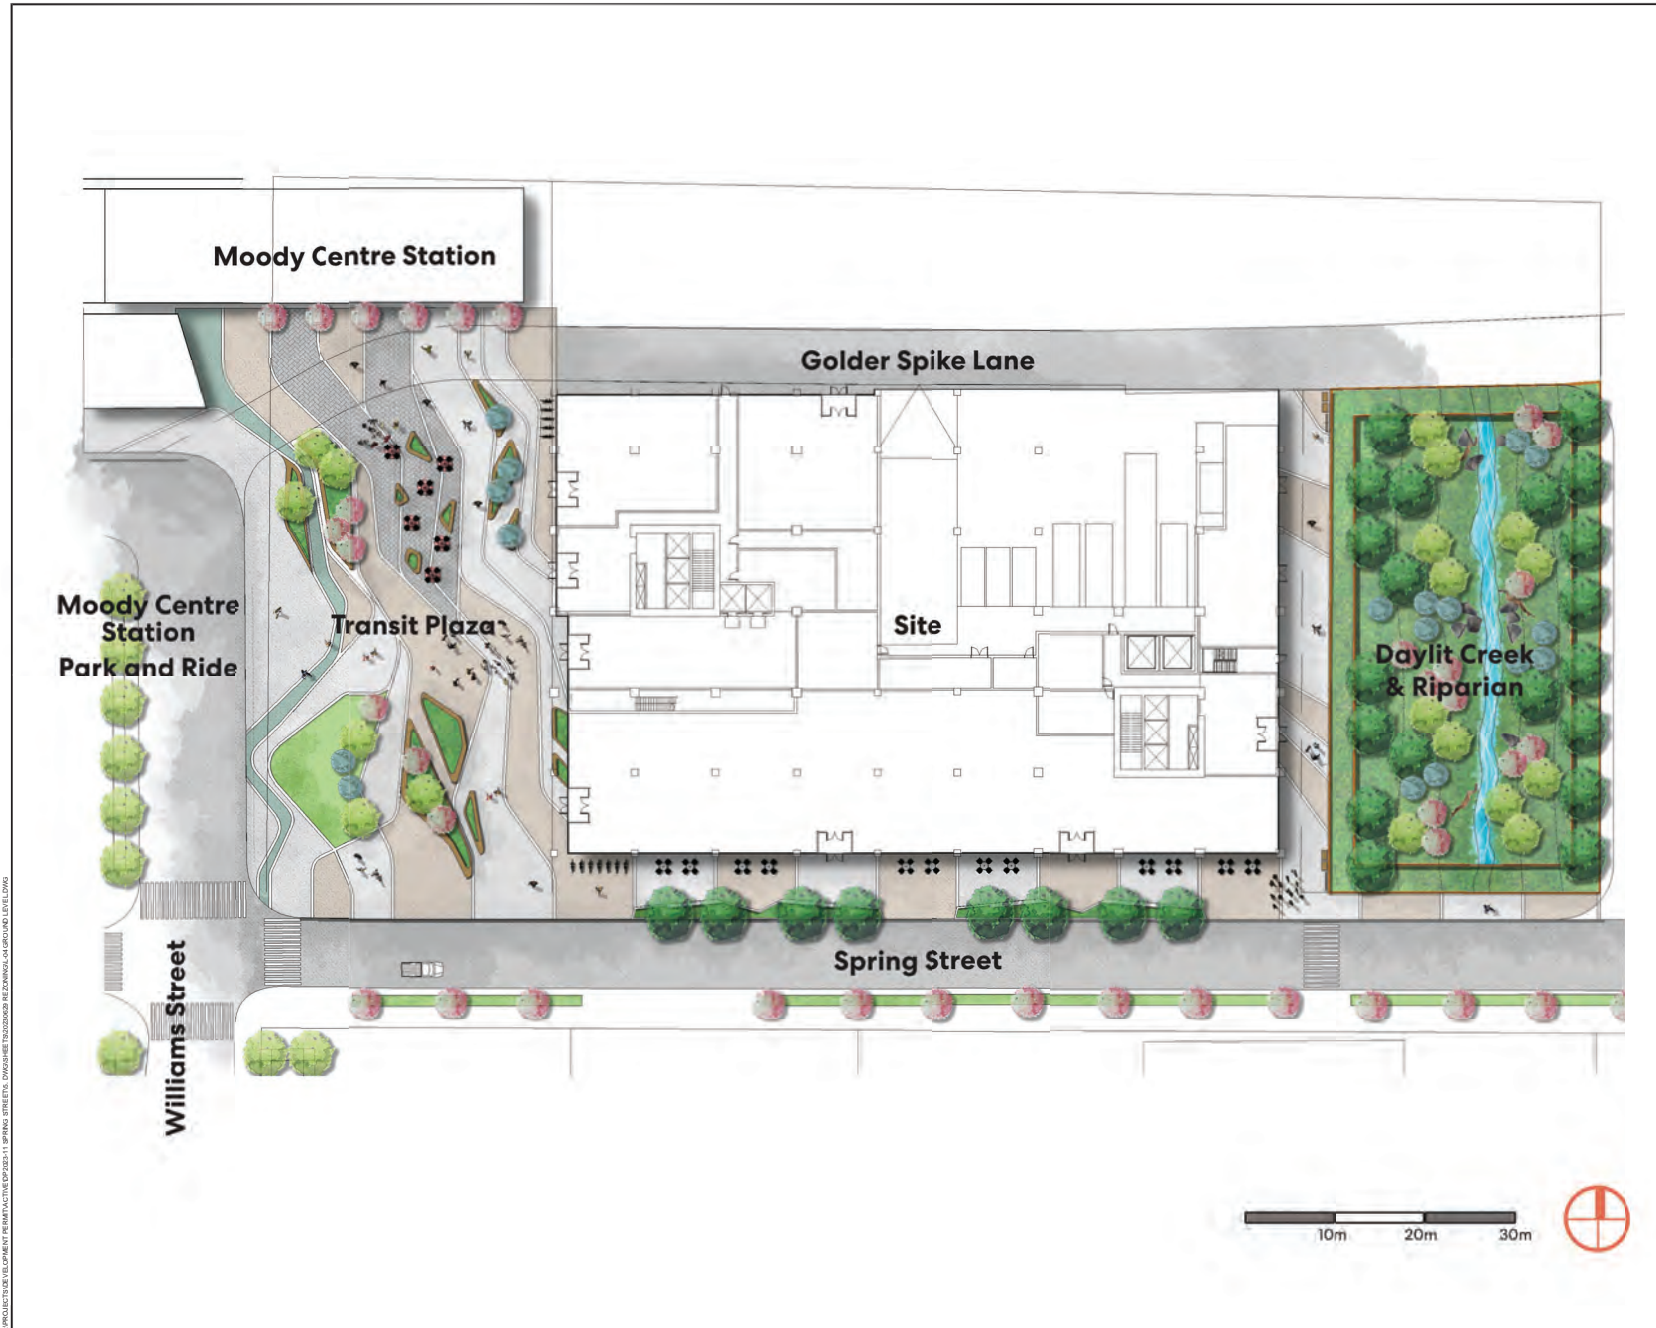 Moody Centre Station
Golder Spike Lane
Moody Centre
Station
Park and Ride
Transit Plaza
Site
Daylit Creek
& Riparian
Spring Street
Williams Street
10m
20m
30m